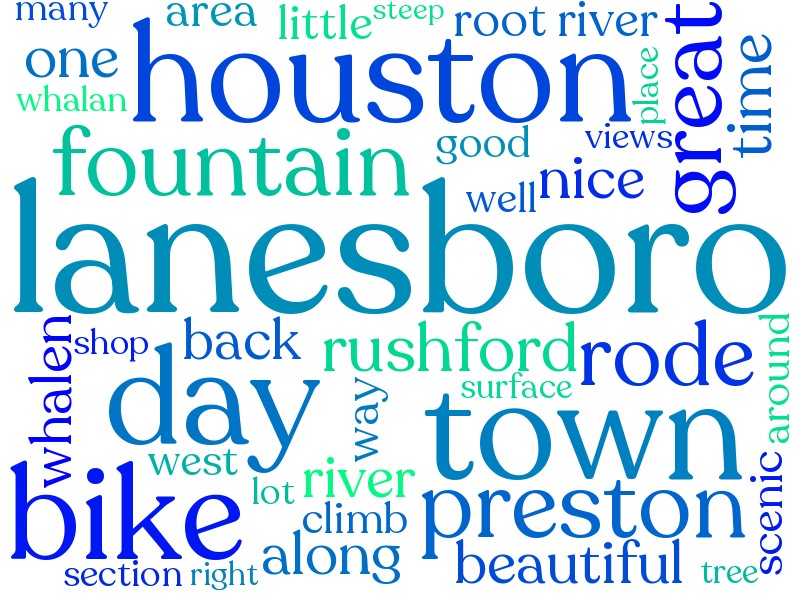 many
area
little
steep
root river
great
time
one
houston
place
whalan
fountain
good
views
well
nice
lanesboro
whalen
shop
back
rushford
rode
around
day
way
surface
town
west
river
lot
bike
climb
preston
scenic
along
beautiful
section
right
tree